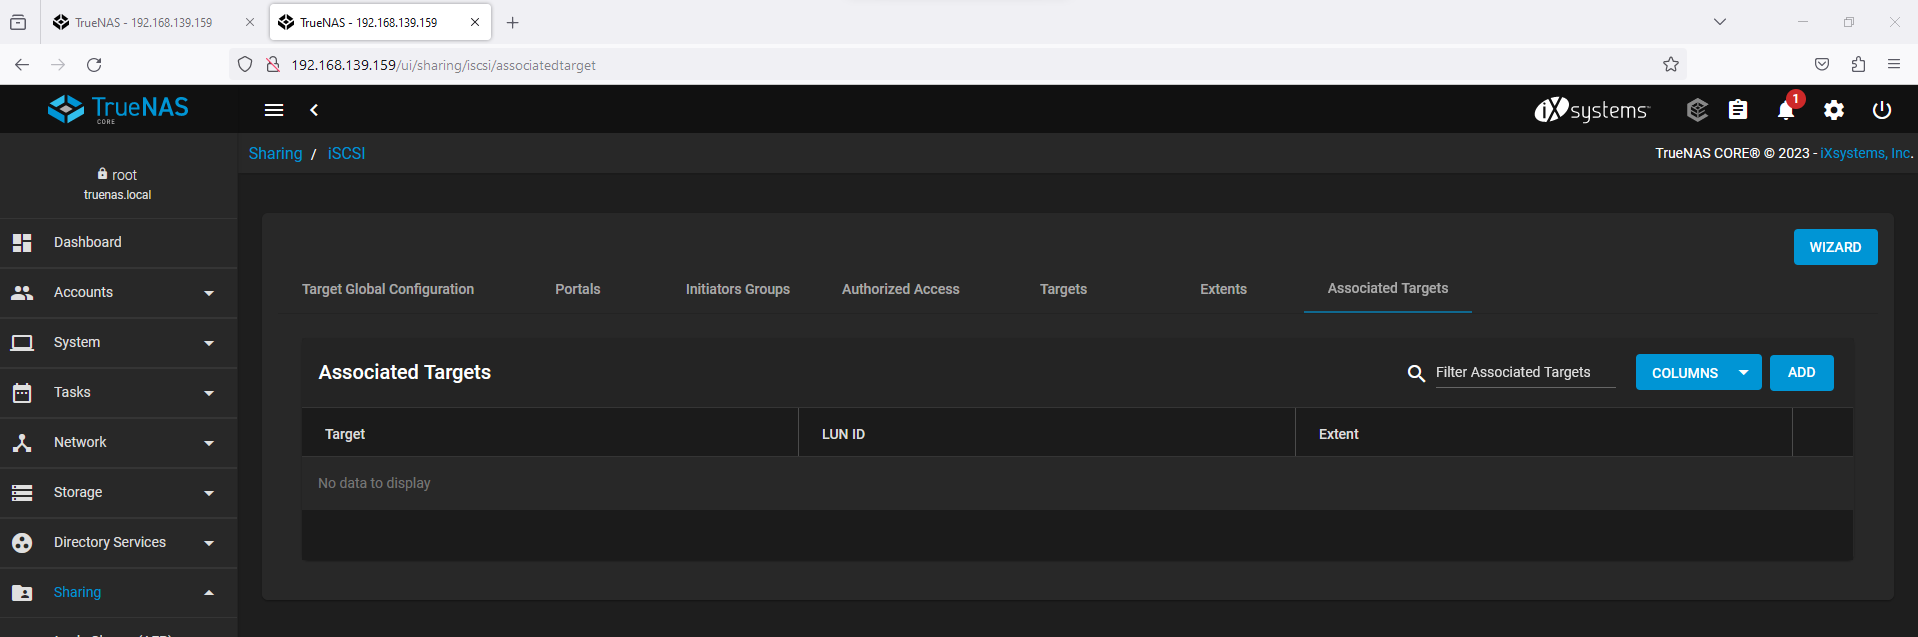 TrueNAS - 192.168.139.159
TrueNAS - 192.168.139.159
192.168.139.159/ui/sharing/iscsi/associatedtarget
TrueNAS
CORE
iXsystems
1
root
truenas.local
Sharing / iSCSI
TrueNAS CORE® © 2023 - iXsystems, Inc.
Dashboard
Accounts
System
Tasks
Network
Storage
Directory Services
Sharing
WIZARD
Target Global Configuration
Portals
Initiators Groups
Authorized Access
Targets
Extents
Associated Targets
Associated Targets
Filter Associated Targets
COLUMNS
ADD
Target
LUN ID
Extent
No data to display